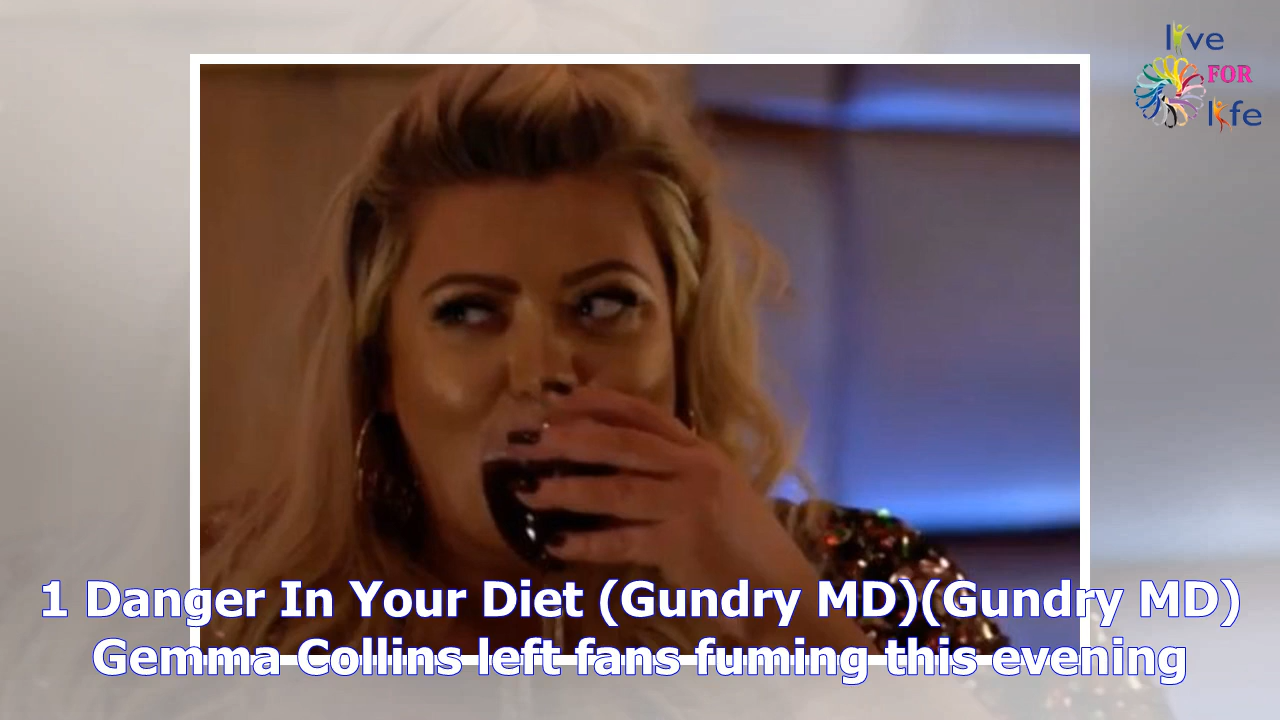 live
FOR
life
1 Danger In Your Diet (Gundry MD)(Gundry MD)
Gemma Collins left fans fuming this evening